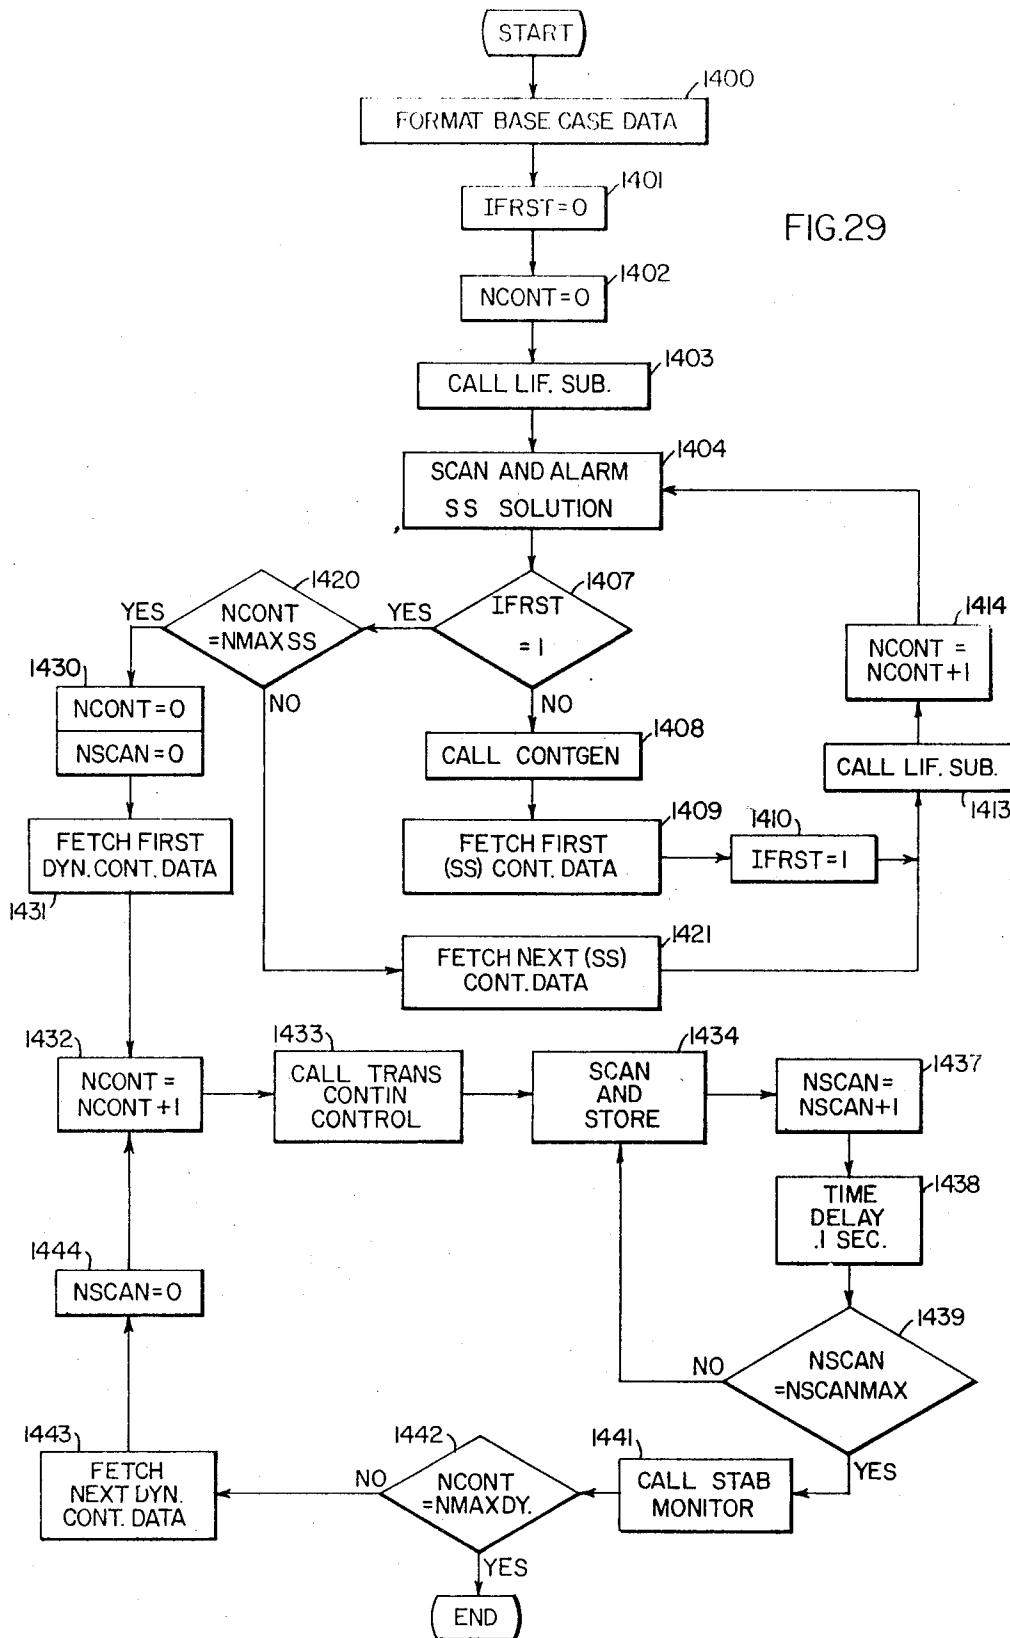 START
1400
FORMAT BASE CASE DATA
1401
IFRST=0
FIG.29
1402
NCONT=0
1403
CALL LIF. SUB.
1404
SCAN AND ALARM
SS SOLUTION
1420
NCONT
=NMAXSS
YES
NO
1407
IFRST
=1
YES
NO
1414
NCONT=
NCONT+1
1430
NCONT=0
NSCAN=0
1408
CALL CONTGEN
CALL LIF. SUB.
1413
FETCH FIRST
DYN. CONT. DATA
1431
1409
FETCH FIRST
(SS) CONT. DATA
1410
IFRST=1
1421
FETCH NEXT (SS)
CONT. DATA
1432
NCONT=
NCONT+1
1433
CALL TRANS
CONTIN
CONTROL
1434
SCAN
AND
STORE
1437
NSCAN=
NSCAN+1
1438
TIME
DELAY
.1 SEC.
1444
NSCAN=0
1439
NSCAN
=NSCANMAX
NO
YES
1443
FETCH
NEXT DYN.
CONT. DATA
1442
NCONT
=NMAXDY.
NO
YES
1441
CALL STAB
MONITOR
END